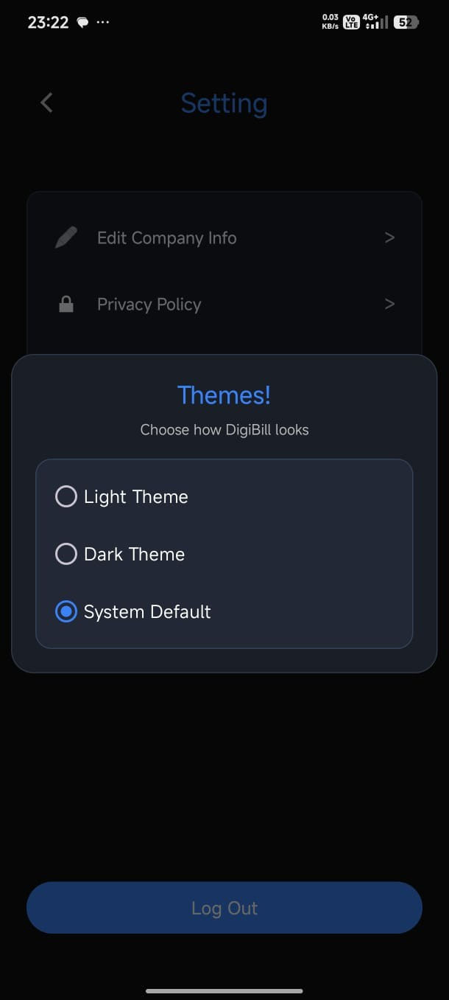 23:22 ...
0.03 KB/s Vo LTE 4G+ 52
Setting
Edit Company Info >
Privacy Policy >
Themes!
Choose how DigiBill looks
Light Theme
Dark Theme
System Default
Log Out